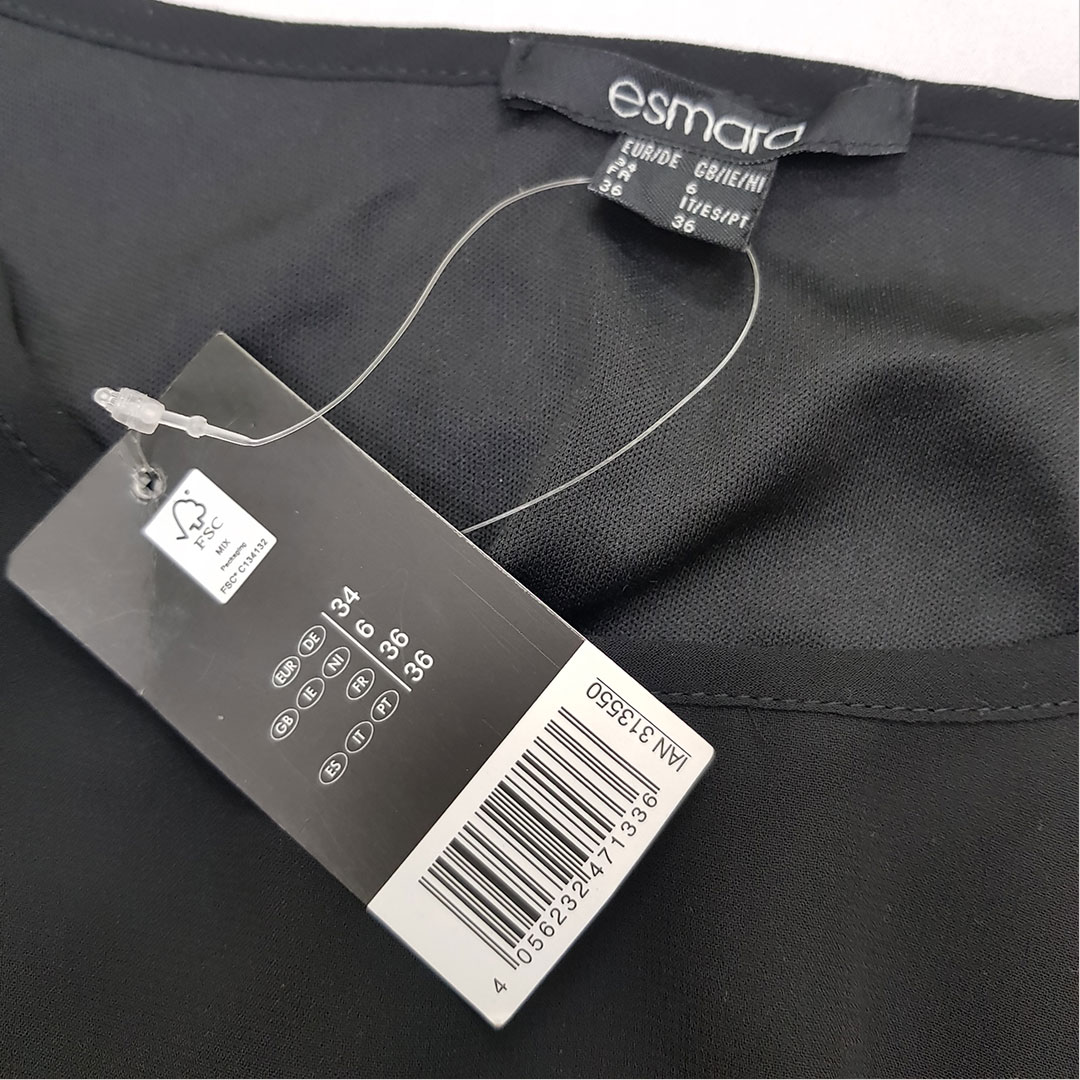 esmara
EUR/DE GB/IE/NI
34 6
FR IT/ES/PT
36 36
FSC
MIX
Packaging
FSC® C134132
EUR DE 34
GB IE NI 6
FR 36
ES IT PT 36
IAN 313550
4 056232 471336